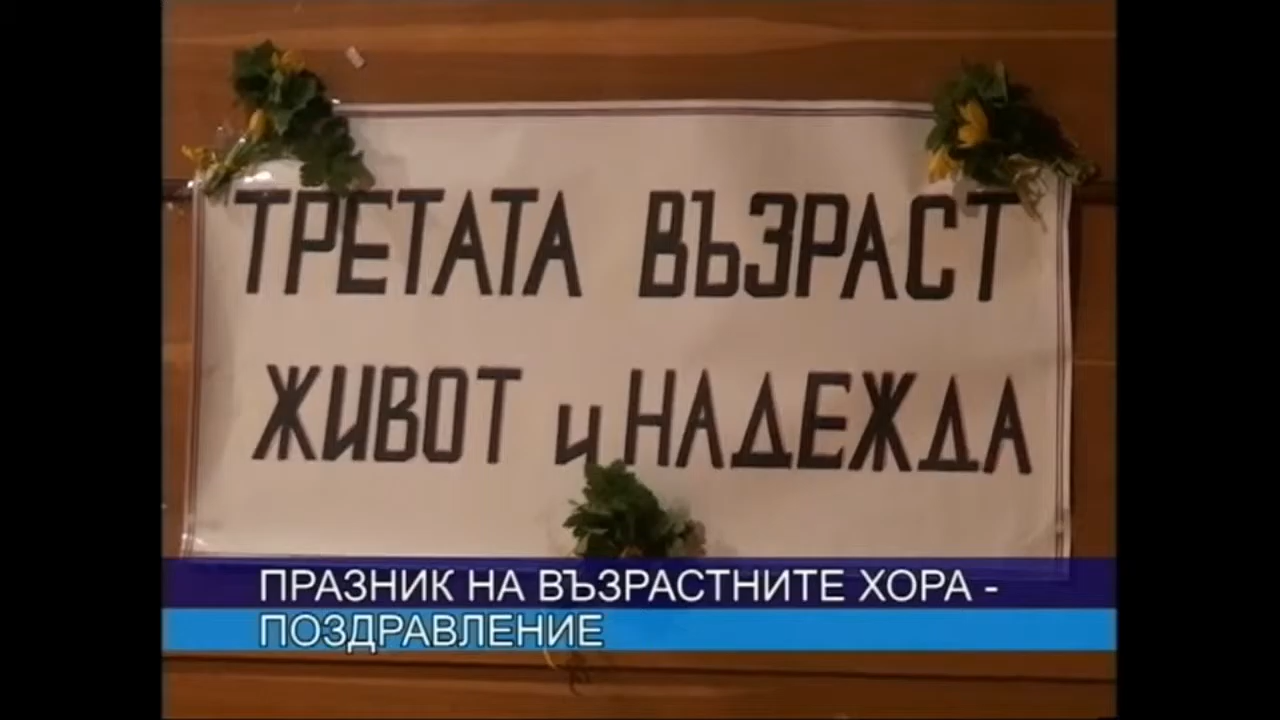 ТРЕТАТА ВЪЗРАСТ
ЖИВОТ и НАДЕЖДА
ПРАЗНИК НА ВЪЗРАСТНИТЕ ХОРА -
ПОЗДРАВЛЕНИЕ